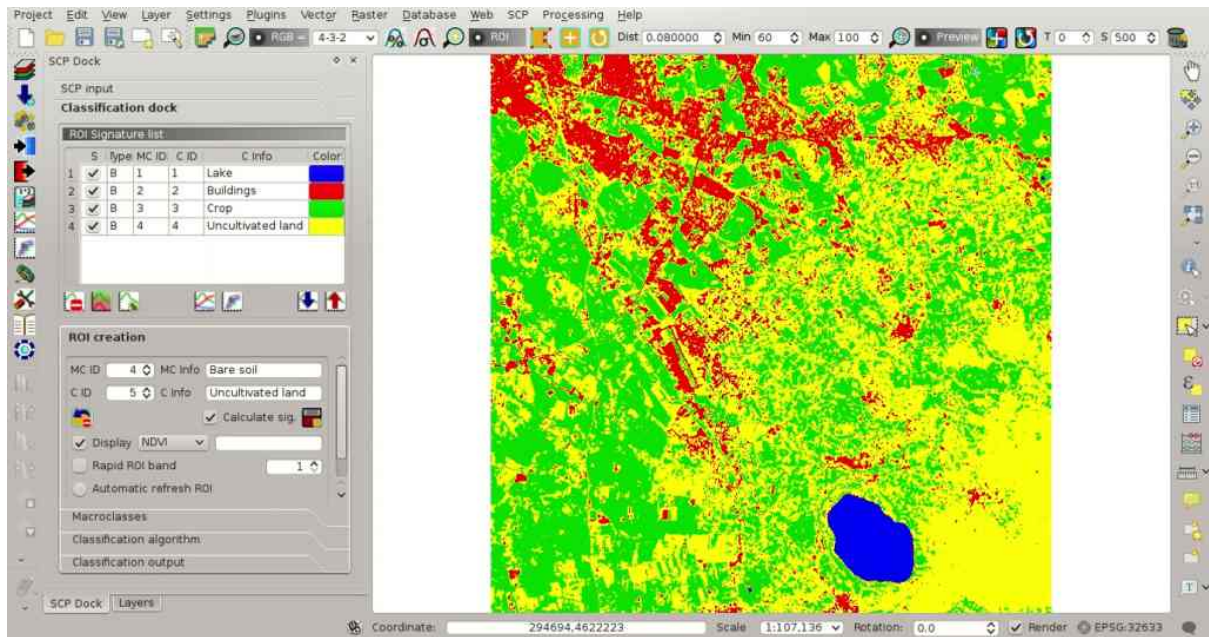 Project Edit View Layer Settings Plugins Vector Raster Database Web SCP Processing Help
RGB = 4-3-2 ROI Dist 0.080000 Min 60 Max 100 Preview T 0 S 500
SCP Dock
SCP input
Classification dock
ROI Signature list
S Type MC ID C ID C Info Color
1 B 1 1 Lake
2 B 2 2 Buildings
3 B 3 3 Crop
4 B 4 4 Uncultivated land
ROI creation
MC ID 4 MC Info Bare soil
C ID 5 C Info Uncultivated land
Calculate sig.
Display NDVI
Rapid ROI band 1
Automatic refresh ROI
Macroclasses
Classification algorithm
Classification output
SCP Dock Layers
Coordinate: 294694,4622223 Scale 1:107,136 Rotation: 0.0 Render EPSG:32633